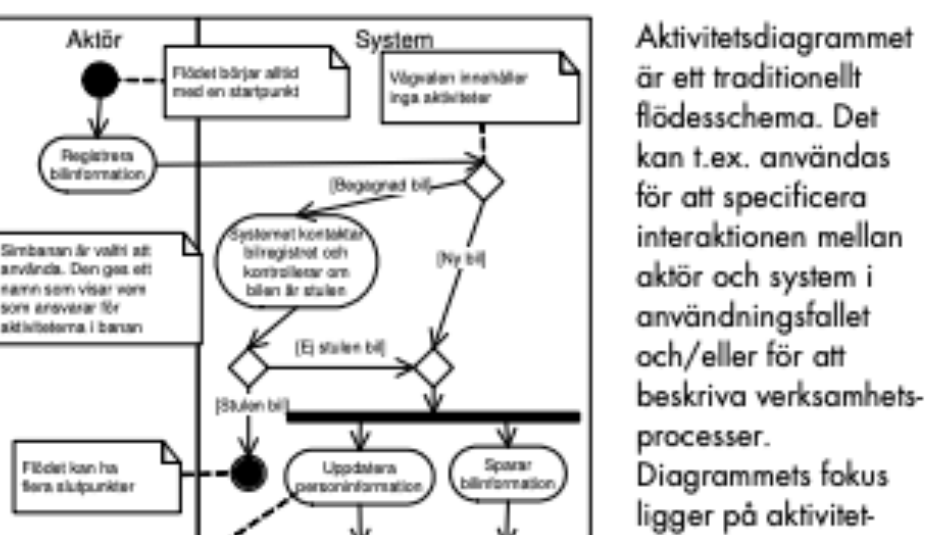 Aktör
System
Flödet börjar alltid
med en startpunkt
Vägvalen innehåller
inga aktiviteter
Registrera
bilinformation
[Begagnad bil]
Systemet kontaktar
bilregistret och
kontrollerar om
bilen är stulen
[Ny bil]
Simbanan är valfri att
använda. Den ges ett
namn som visar vem
som ansvarar för
aktiviteterna i banan
[Ej stulen bil]
[Stulen bil]
Flödet kan ha
flera slutpunkter
Uppdatera
personinformation
Sparar
bilinformation
Aktivitetsdiagrammet
är ett traditionellt
flödesschema. Det
kan t.ex. användas
för att specificera
interaktionen mellan
aktör och system i
användningsfallet
och/eller för att
beskriva verksamhets-
processer.
Diagrammets fokus
ligger på aktivitet-